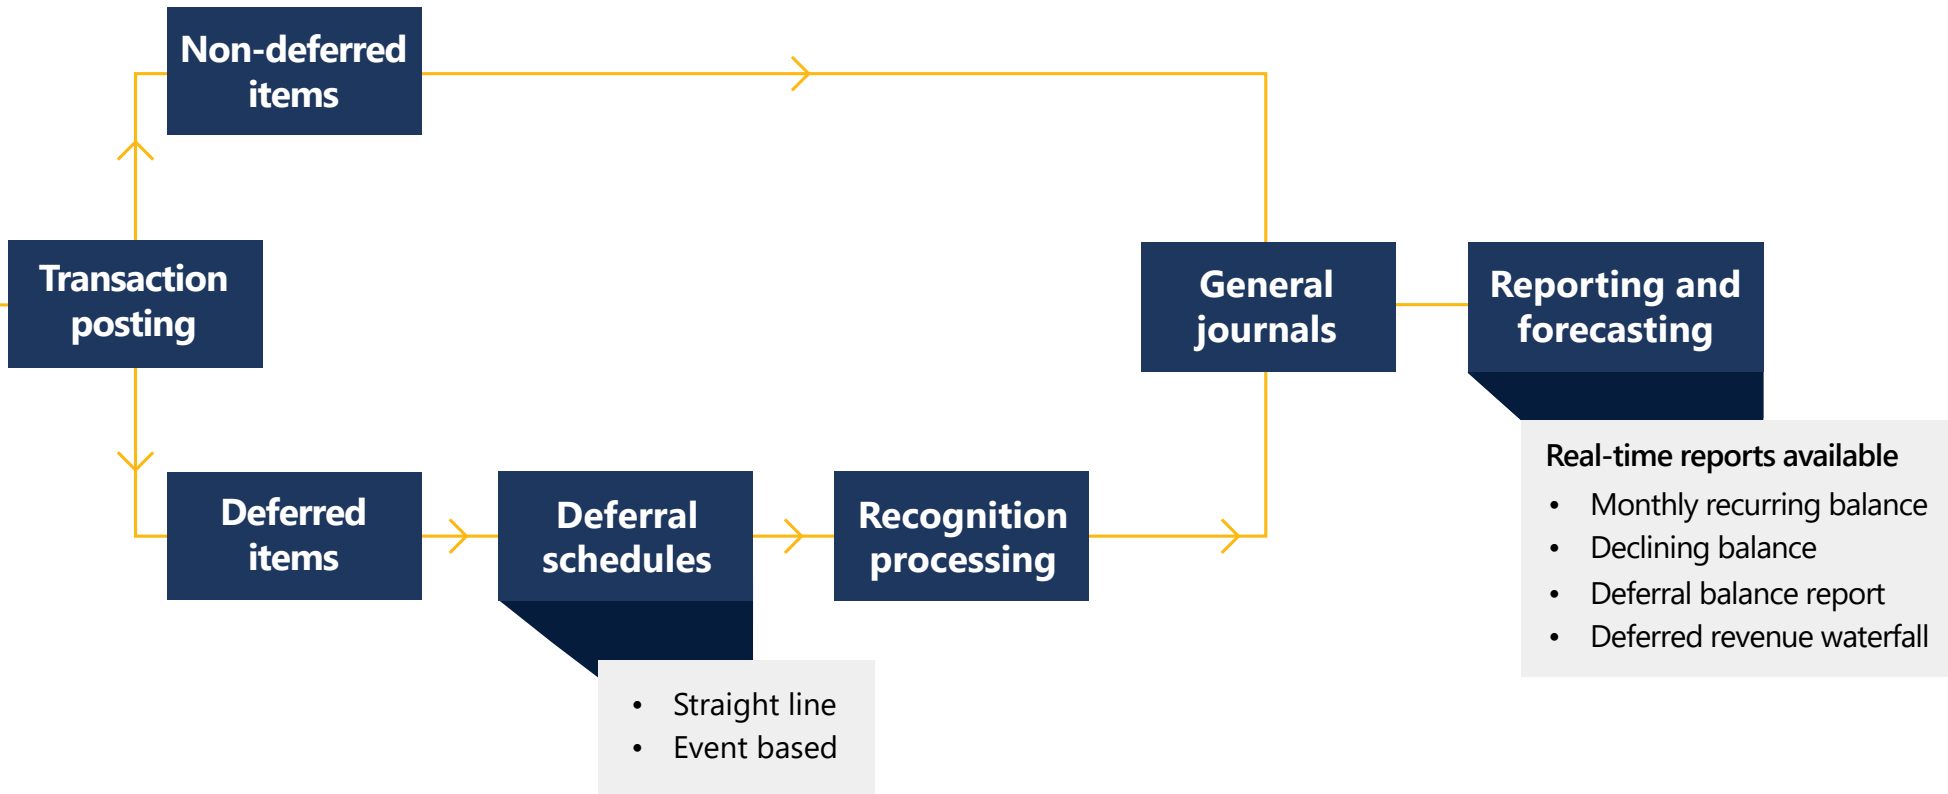 Non-deferred
items
Transaction
posting
General
journals
Reporting and
forecasting
Real-time reports available
• Monthly recurring balance
• Declining balance
• Deferral balance report
• Deferred revenue waterfall
Deferred
items
Deferral
schedules
Recognition
processing
• Straight line
• Event based